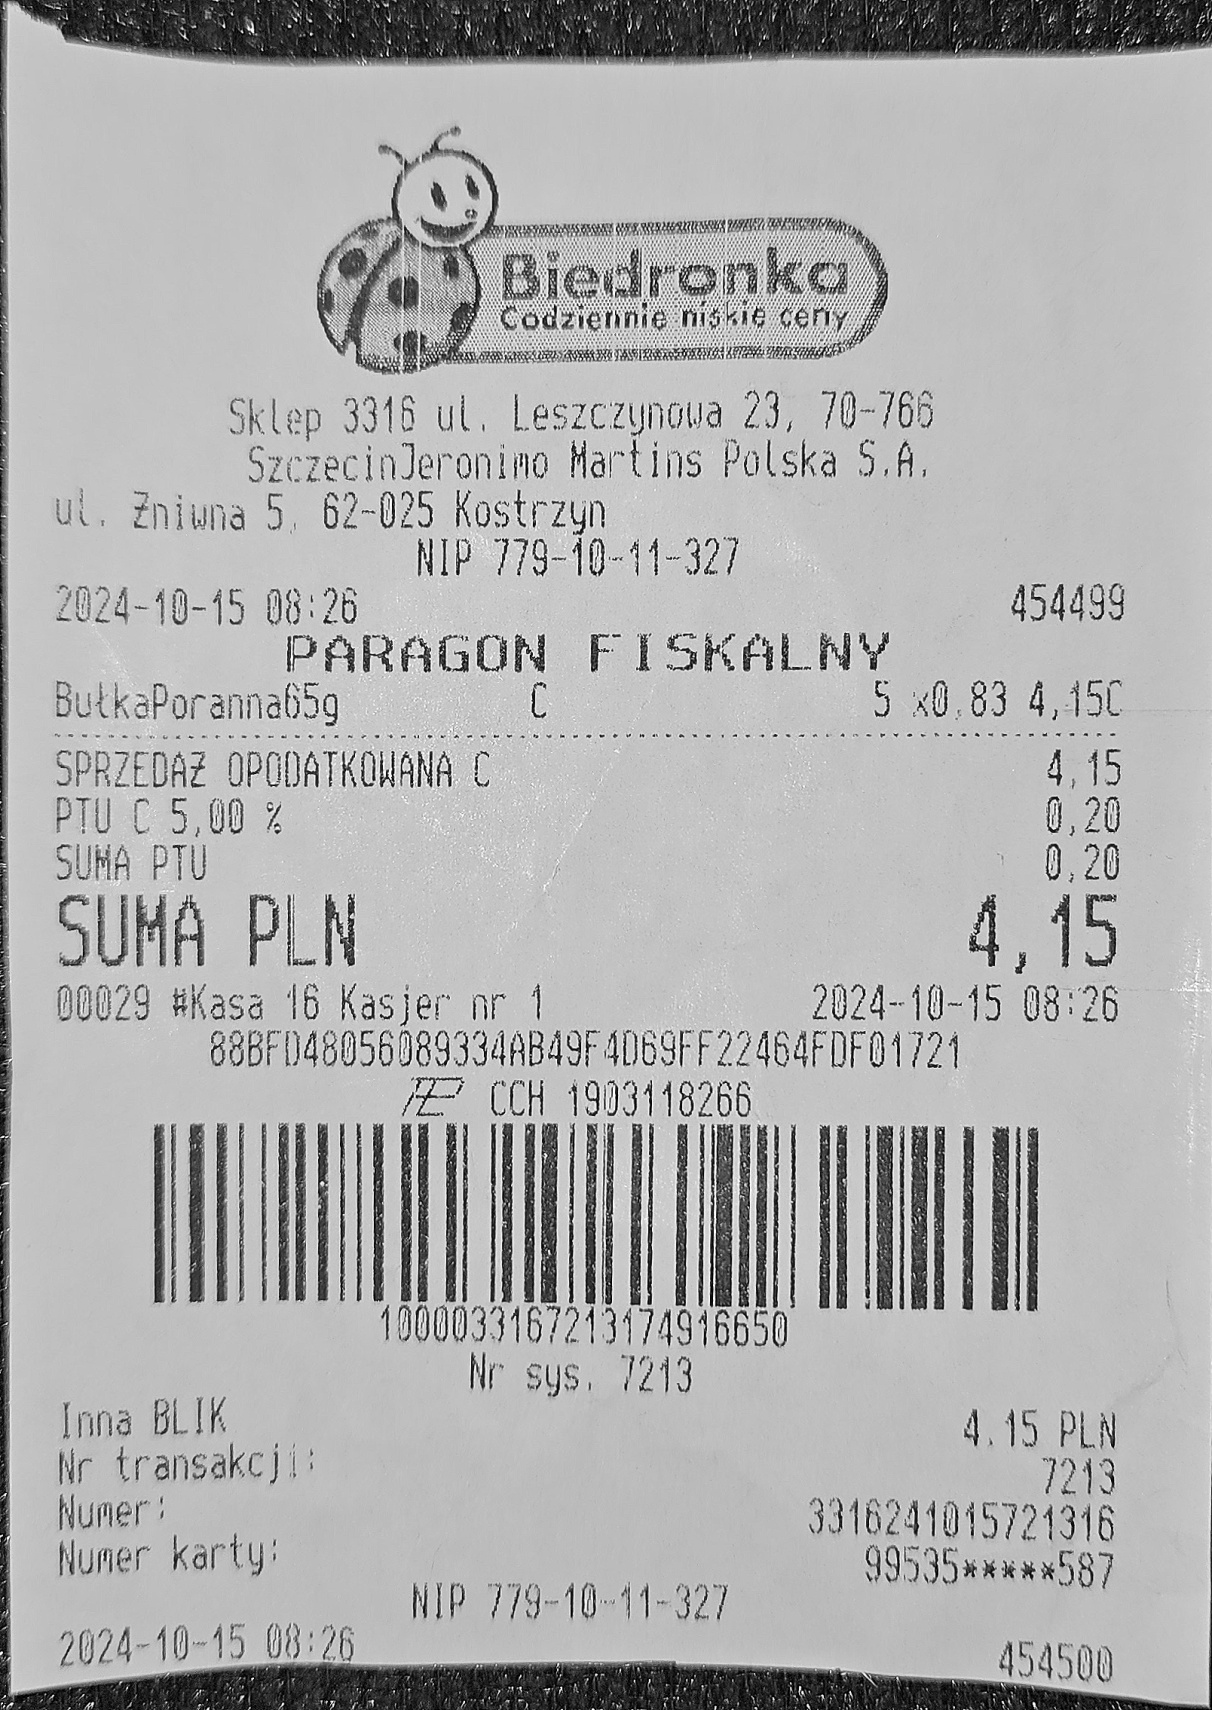 Biedronka
Codziennie niskie ceny
Sklep 3316 ul. Leszczynowa 23, 70-766
SzczecinJeronimo Martins Polska S.A.
ul. Żniwna 5, 62-025 Kostrzyn
NIP 779-10-11-327
2024-10-15 08:26 454499
PARAGON FISKALNY
BułkaPoranna65g C 5 x0,83 4,15C
SPRZEDAŻ OPODATKOWANA C 4,15
PTU C 5,00 % 0,20
SUMA PTU 0,20
SUMA PLN 4,15
00029 #Kasa 16 Kasjer nr 1 2024-10-15 08:26
88BFD48056089334AB49F4D69FF22464FDF01721
CCH 1903118266
1000033167213174916650
Nr sys. 7213
Inna BLIK 4.15 PLN
Nr transakcji: 7213
Numer: 3316241015721316
Numer karty: 99535*****587
NIP 779-10-11-327
2024-10-15 08:26 454500